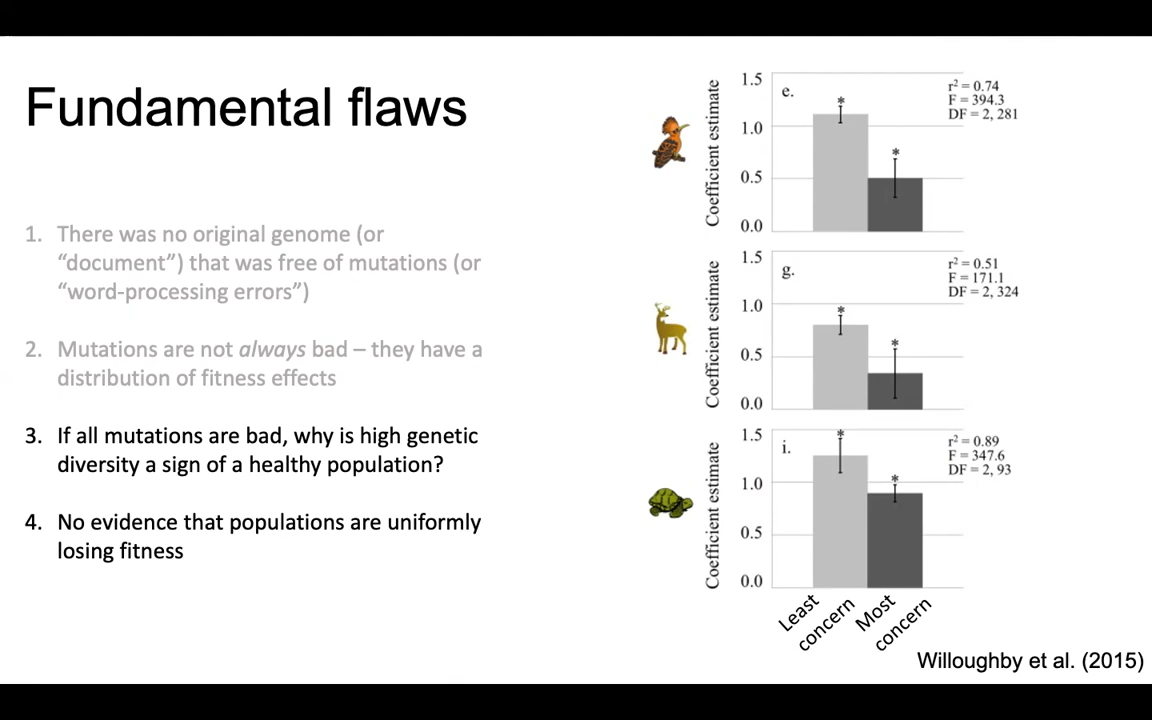 Fundamental flaws
1. There was no original genome (or
“document”) that was free of mutations (or
“word-processing errors”)
2. Mutations are not always bad – they have a
distribution of fitness effects
3. If all mutations are bad, why is high genetic
diversity a sign of a healthy population?
4. No evidence that populations are uniformly
losing fitness
Coefficient estimate
1.5
1.0
0.5
0.0
e.
*
*
r² = 0.74
F = 394.3
DF = 2, 281
Coefficient estimate
1.5
1.0
0.5
0.0
g.
*
*
r² = 0.51
F = 171.1
DF = 2, 324
Coefficient estimate
1.5
1.0
0.5
0.0
i.
*
*
r² = 0.89
F = 347.6
DF = 2, 93
Least
concern
Most
concern
Willoughby et al. (2015)